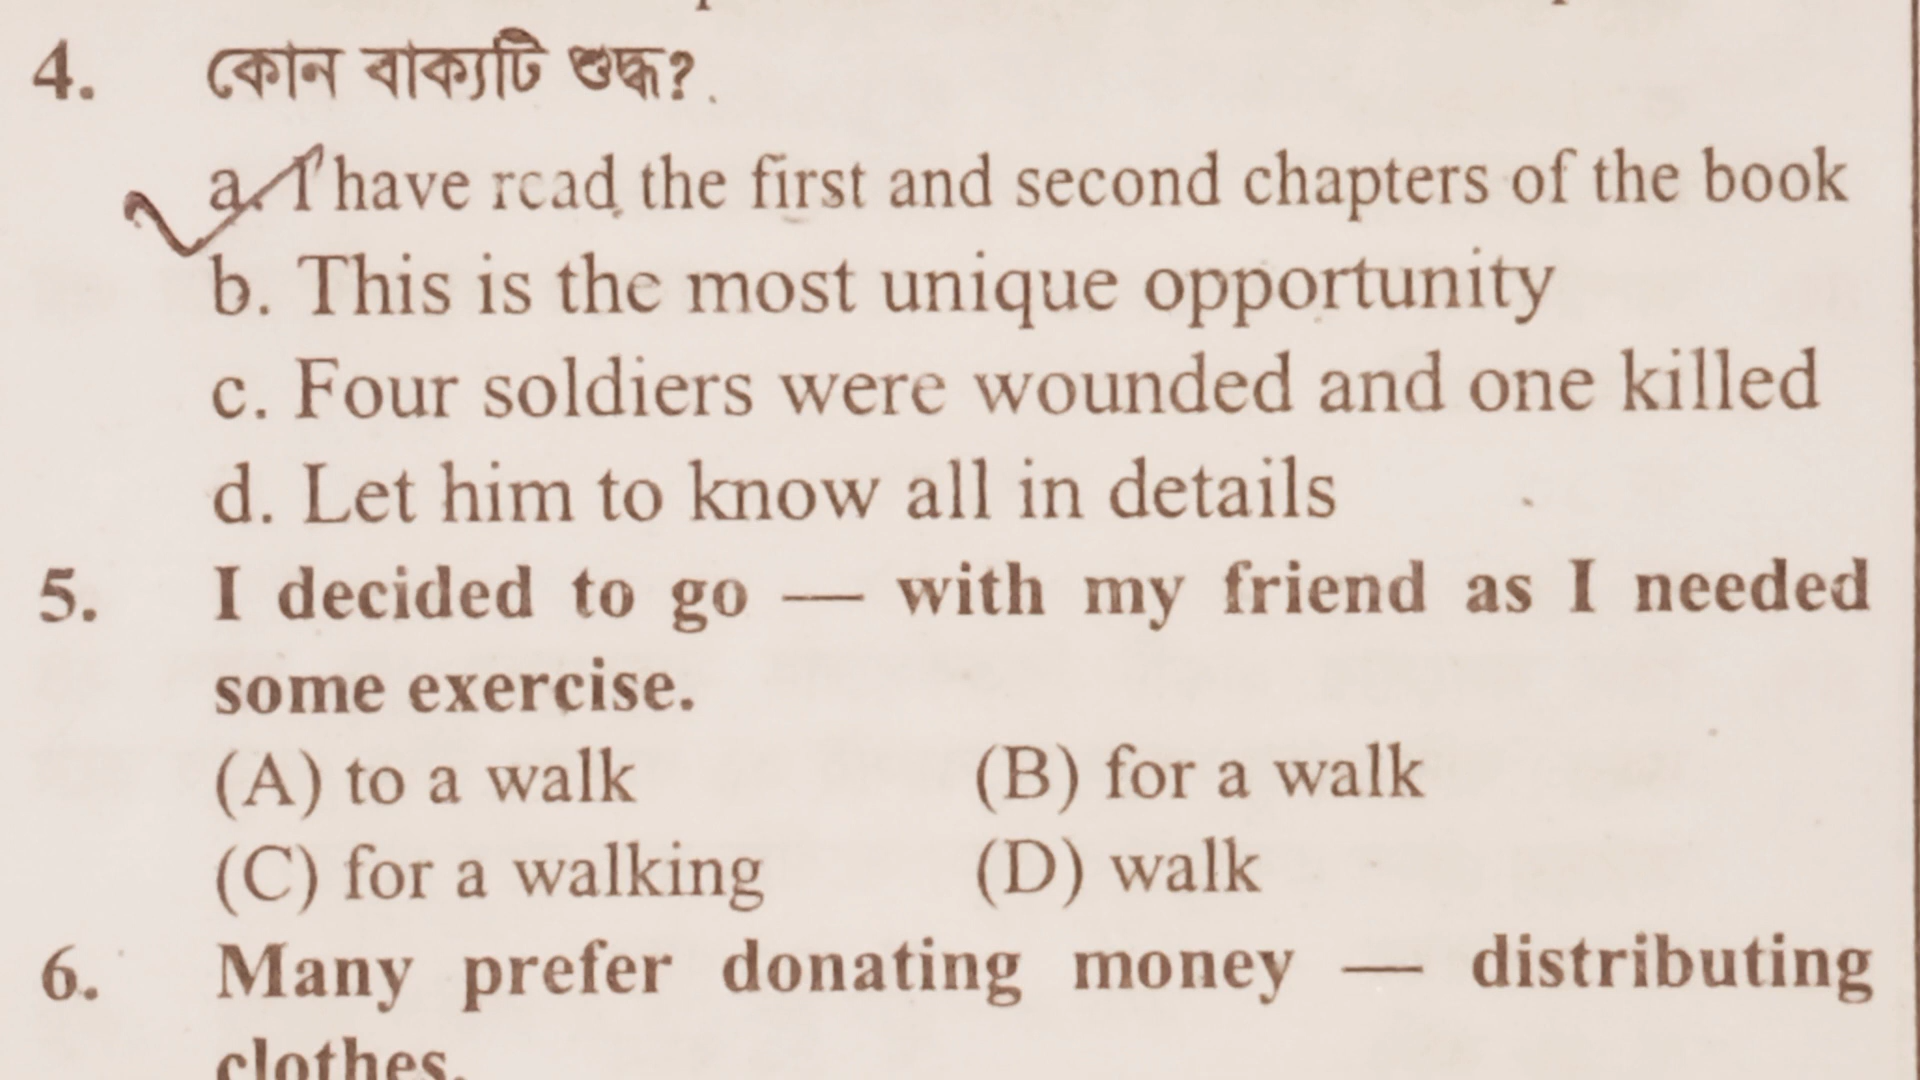 4. কোন বাক্যটি শুদ্ধ?
a. I have read the first and second chapters of the book
b. This is the most unique opportunity
c. Four soldiers were wounded and one killed
d. Let him to know all in details
5. I decided to go — with my friend as I needed
some exercise.
(A) to a walk (B) for a walk
(C) for a walking (D) walk
6. Many prefer donating money — distributing
clothes.